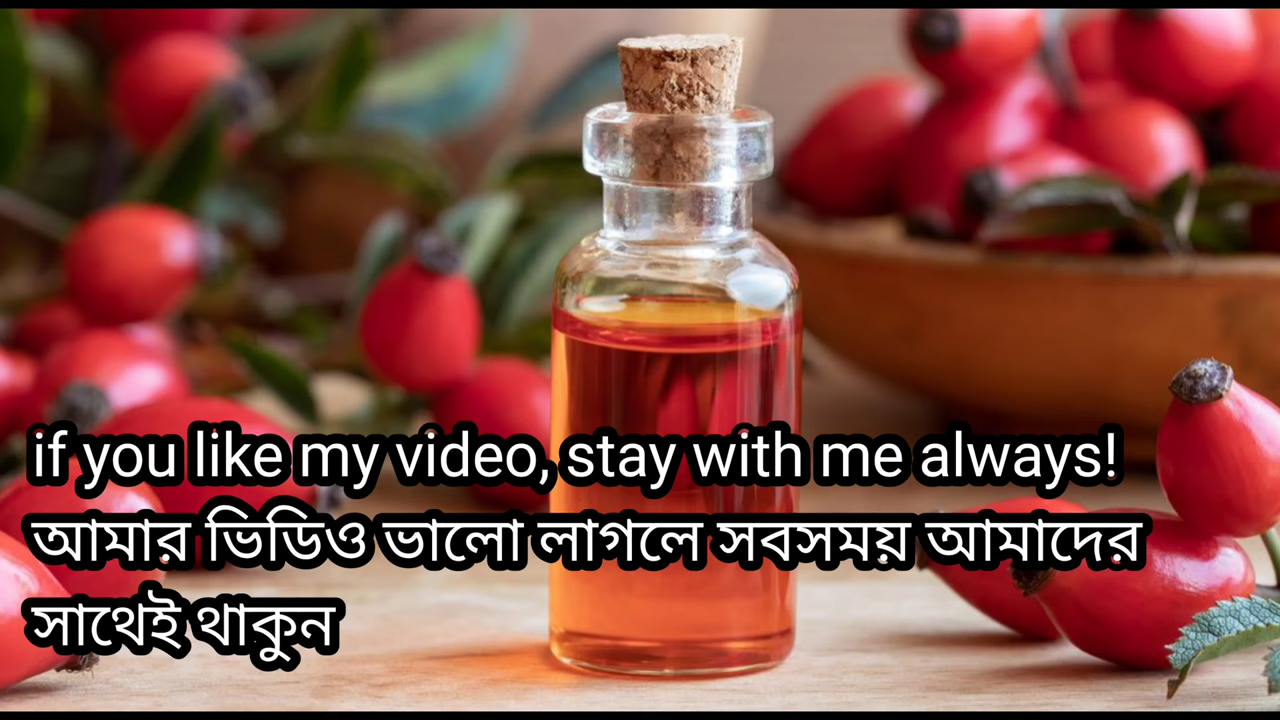 if you like my video, stay with me always!
আমার ভিডিও ভালো লাগলে সবসময় আমাদের
সাথেই থাকুন